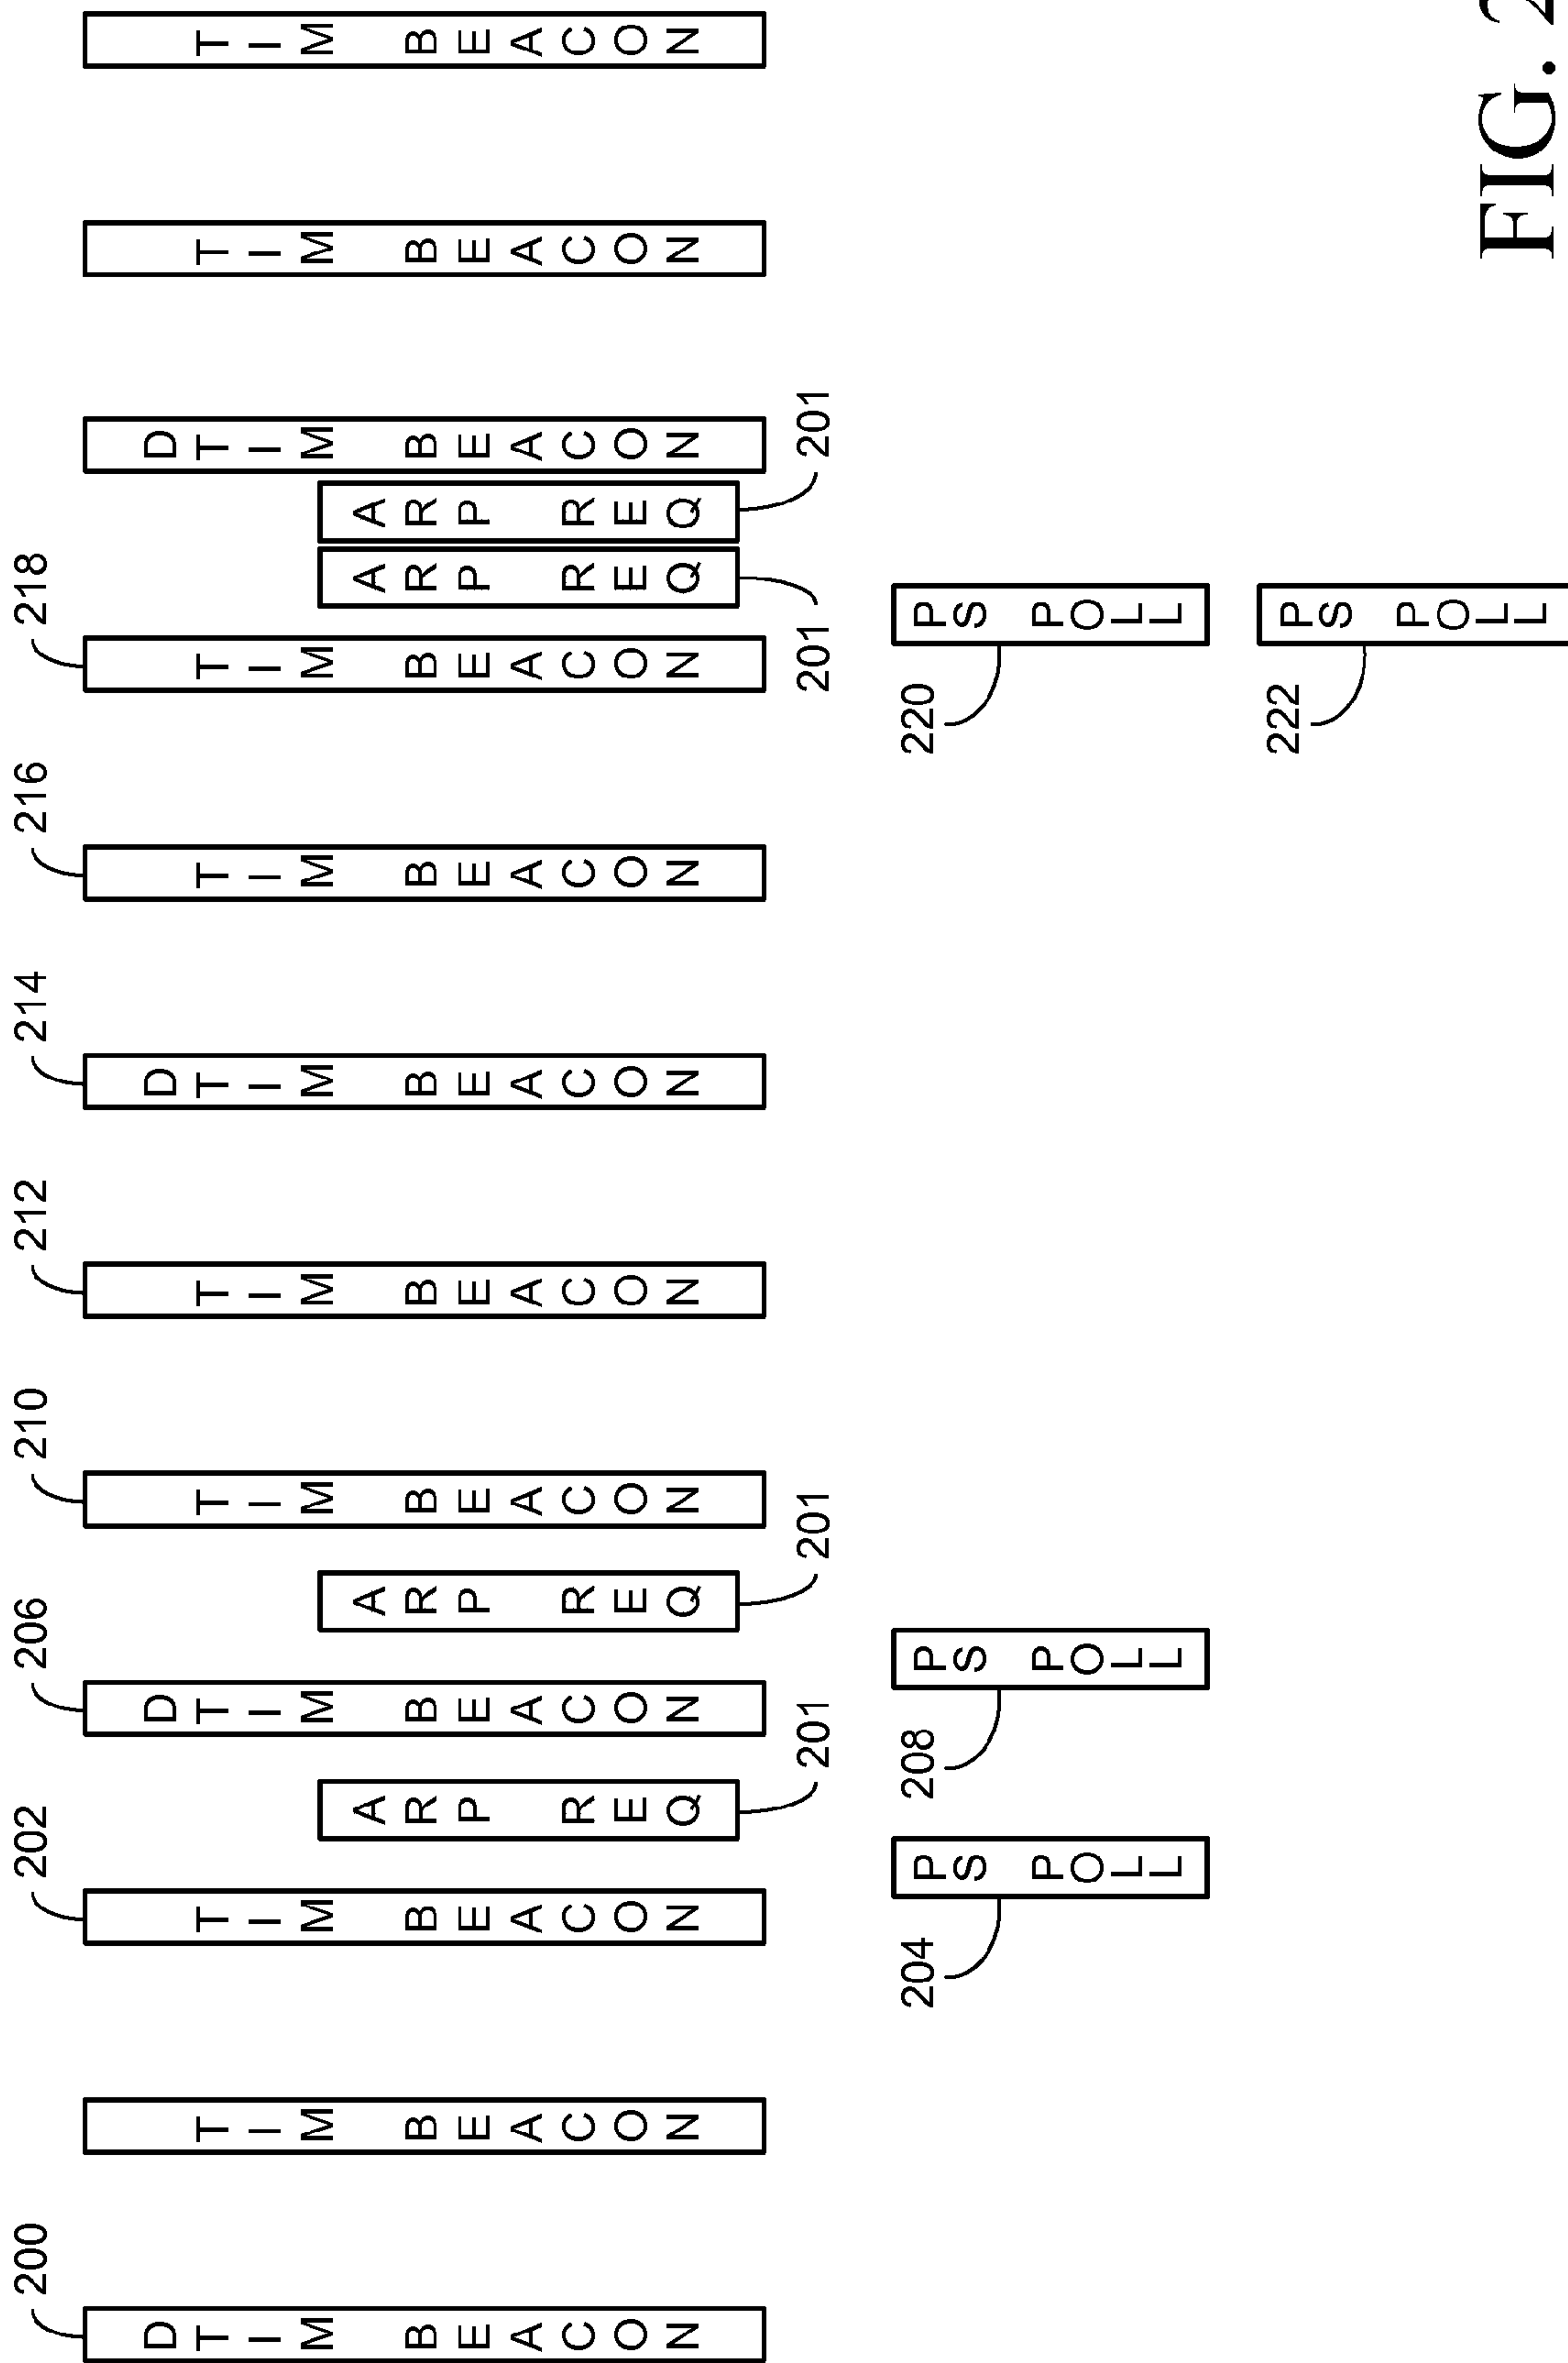 200
202
206
210
212
214
216
218
DTIM BEACON
TIM BEACON
TIM BEACON
ARP REQ
DTIM BEACON
ARP REQ
TIM BEACON
TIM BEACON
DTIM BEACON
TIM BEACON
TIM BEACON
ARP REQ
ARP REQ
DTIM BEACON
TIM BEACON
TIM BEACON
201
201
201
201
204
PS POLL
208
PS POLL
220
PS POLL
222
PS POLL
FIG. 2